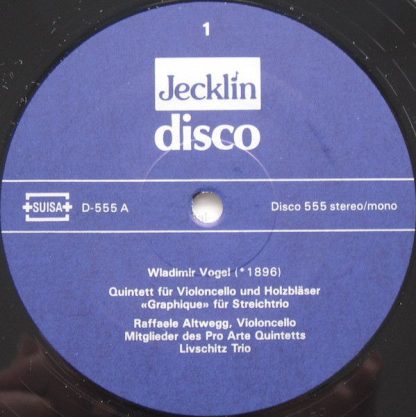 1
Jecklin
disco
SUISA D-555 A Disco 555 stereo/mono
Wladimir Vogel (*1896)
Quintett für Violoncello und Holzbläser
«Graphique» für Streichtrio
Raffaele Altwegg, Violoncello
Mitglieder des Pro Arte Quintetts
Livschitz Trio